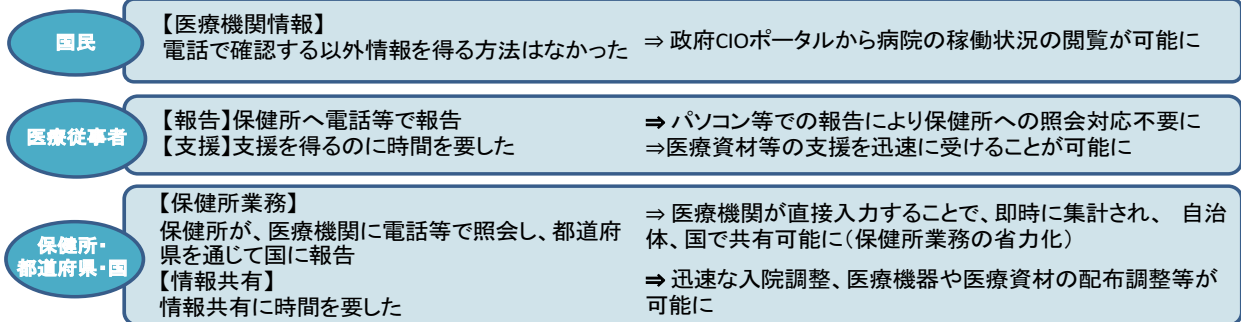 国民
【医療機関情報】
電話で確認する以外情報を得る方法はなかった
⇒ 政府CIOポータルから病院の稼働状況の閲覧が可能に
医療従事者
【報告】保健所へ電話等で報告
【支援】支援を得るのに時間を要した
⇒ パソコン等での報告により保健所への照会対応不要に
⇒医療資材等の支援を迅速に受けることが可能に
保健所・
都道府県・国
【保健所業務】
保健所が、医療機関に電話等で照会し、都道府
県を通じて国に報告
【情報共有】
情報共有に時間を要した
⇒ 医療機関が直接入力することで、即時に集計され、 自治
体、国で共有可能に（保健所業務の省力化）
⇒ 迅速な入院調整、医療機器や医療資材の配布調整等が
可能に